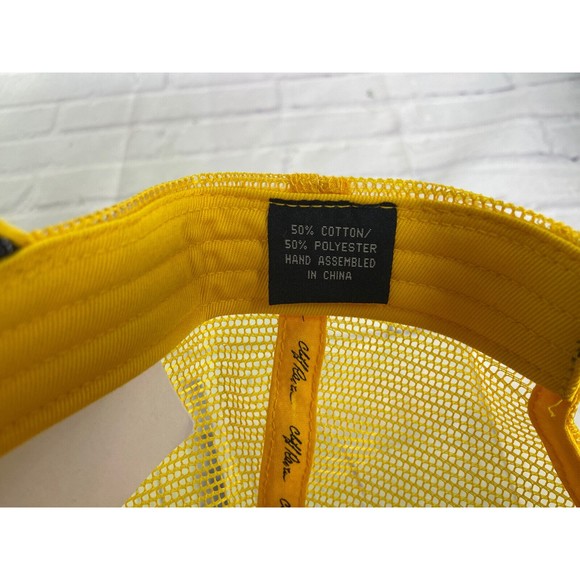 50% COTTON/
50% POLYESTER
HAND ASSEMBLED
IN CHINA